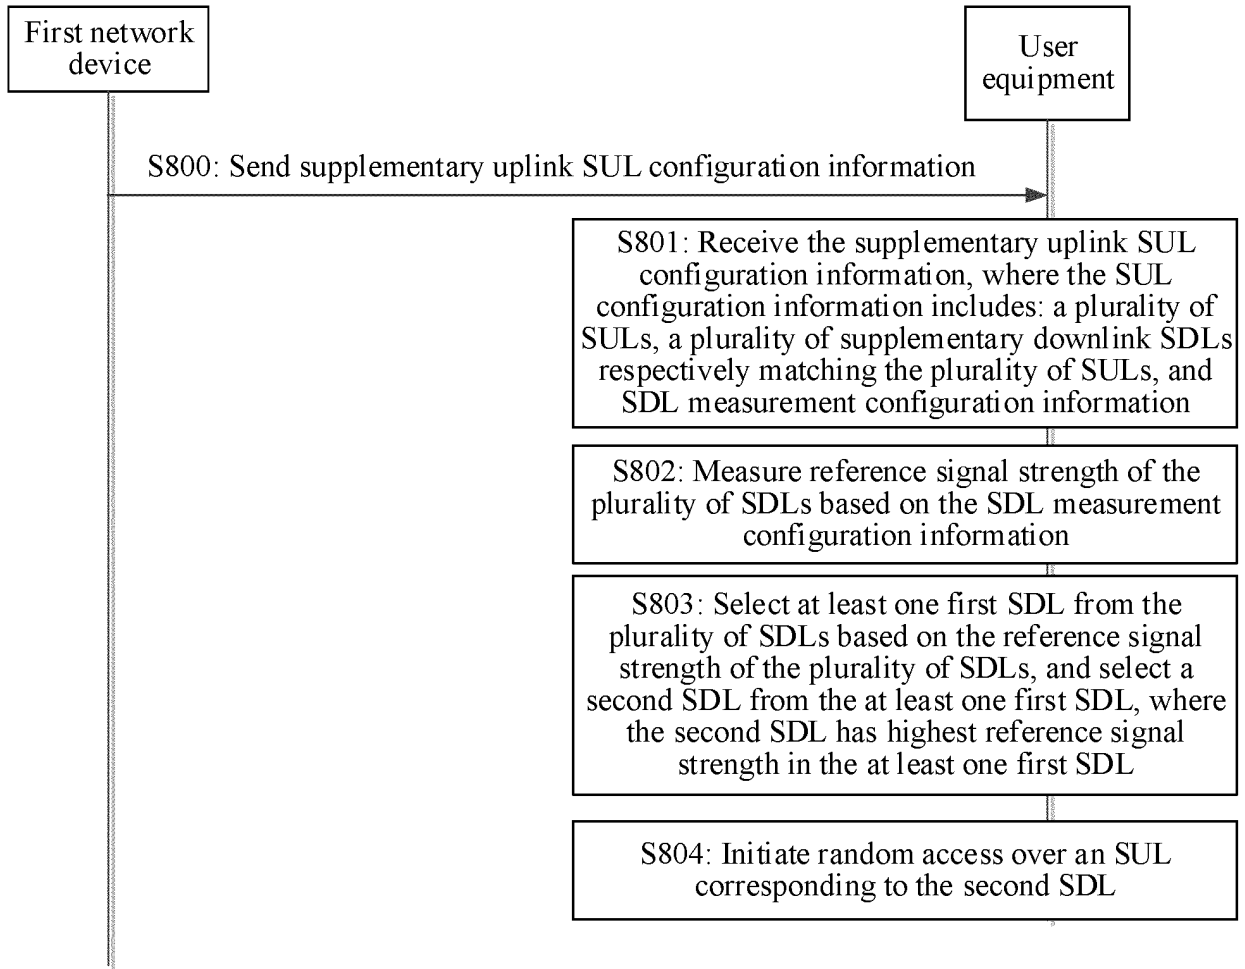 First network
device
User
equipment
S800: Send supplementary uplink SUL configuration information
S801: Receive the supplementary uplink SUL
configuration information, where the SUL
configuration information includes: a plurality of
SULs, a plurality of supplementary downlink SDLs
respectively matching the plurality of SULs, and
SDL measurement configuration information
S802: Measure reference signal strength of the
plurality of SDLs based on the SDL measurement
configuration information
S803: Select at least one first SDL from the
plurality of SDLs based on the reference signal
strength of the plurality of SDLs, and select a
second SDL from the at least one first SDL, where
the second SDL has highest reference signal
strength in the at least one first SDL
S804: Initiate random access over an SUL
corresponding to the second SDL